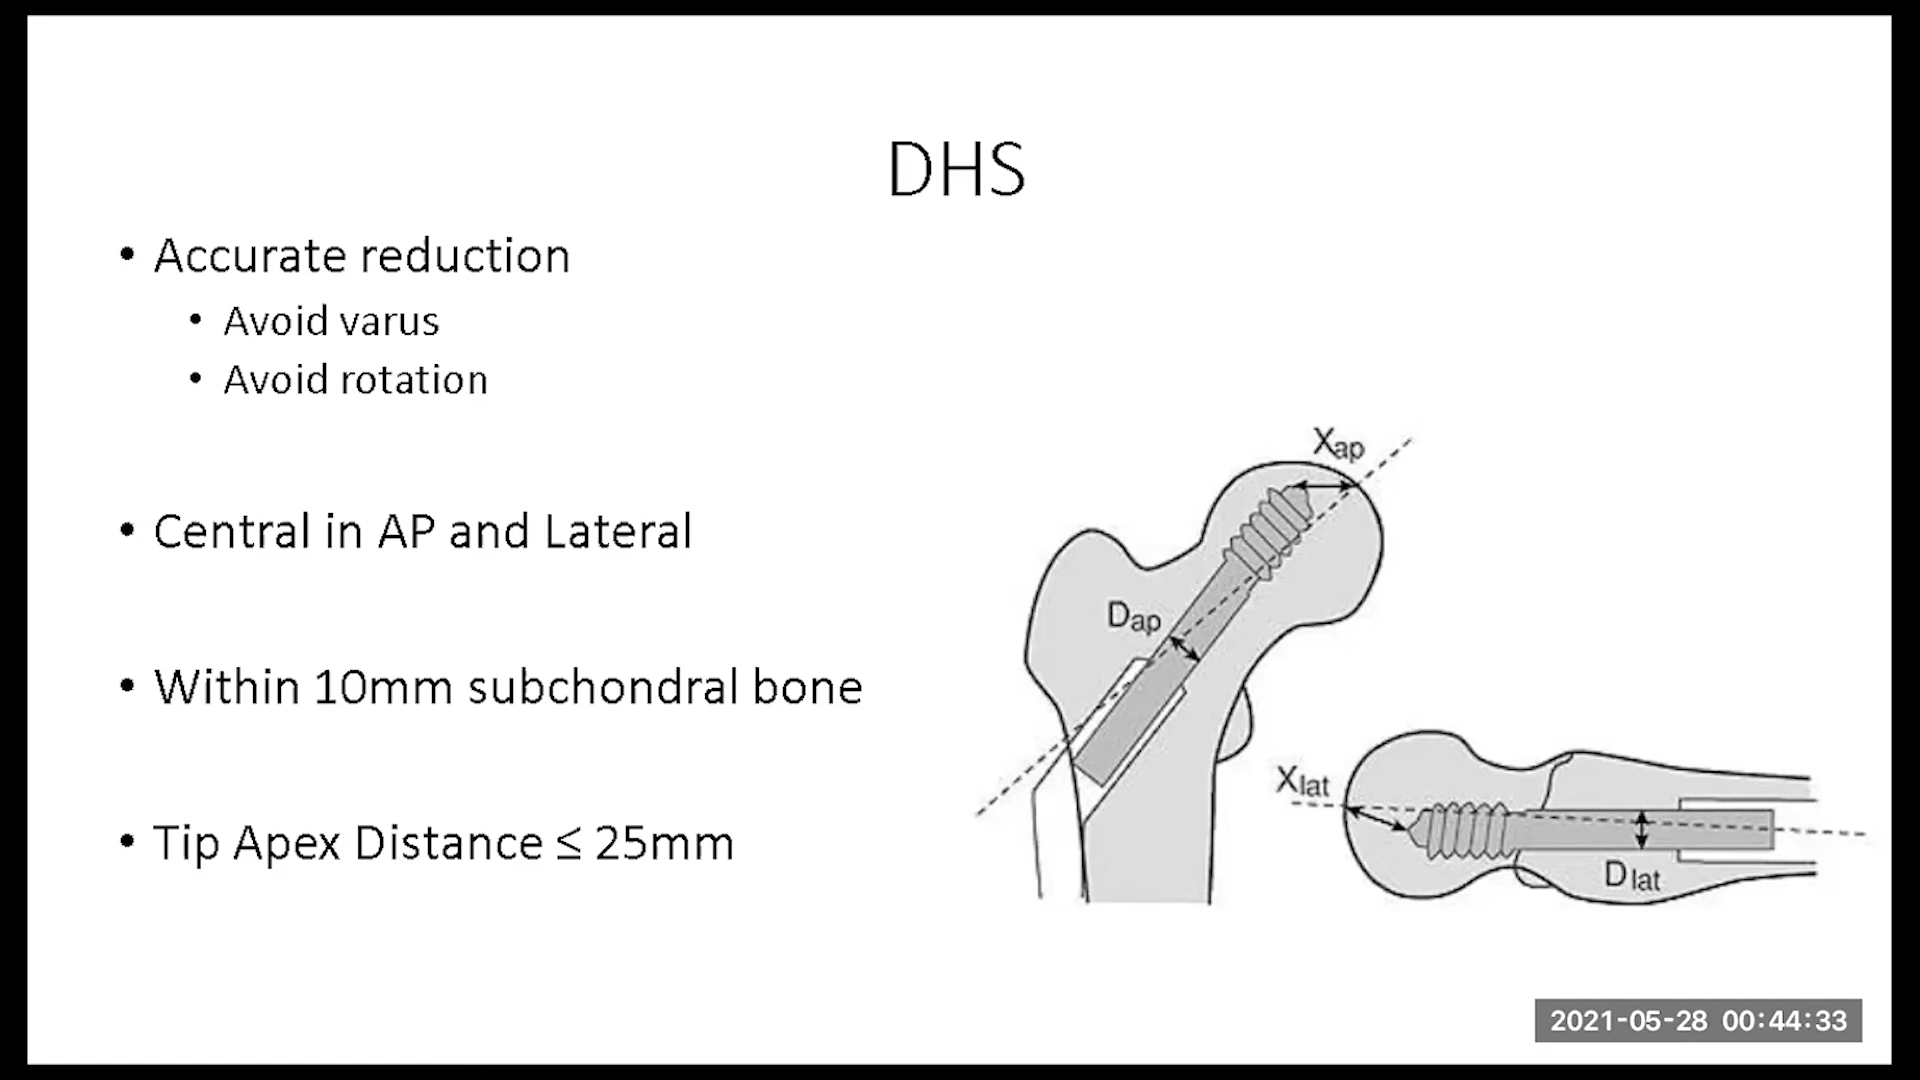 DHS
• Accurate reduction
• Avoid varus
• Avoid rotation
• Central in AP and Lateral
• Within 10mm subchondral bone
• Tip Apex Distance ≤ 25mm
Xap
Dap
Xlat
Dlat
2021-05-28 00:44:33